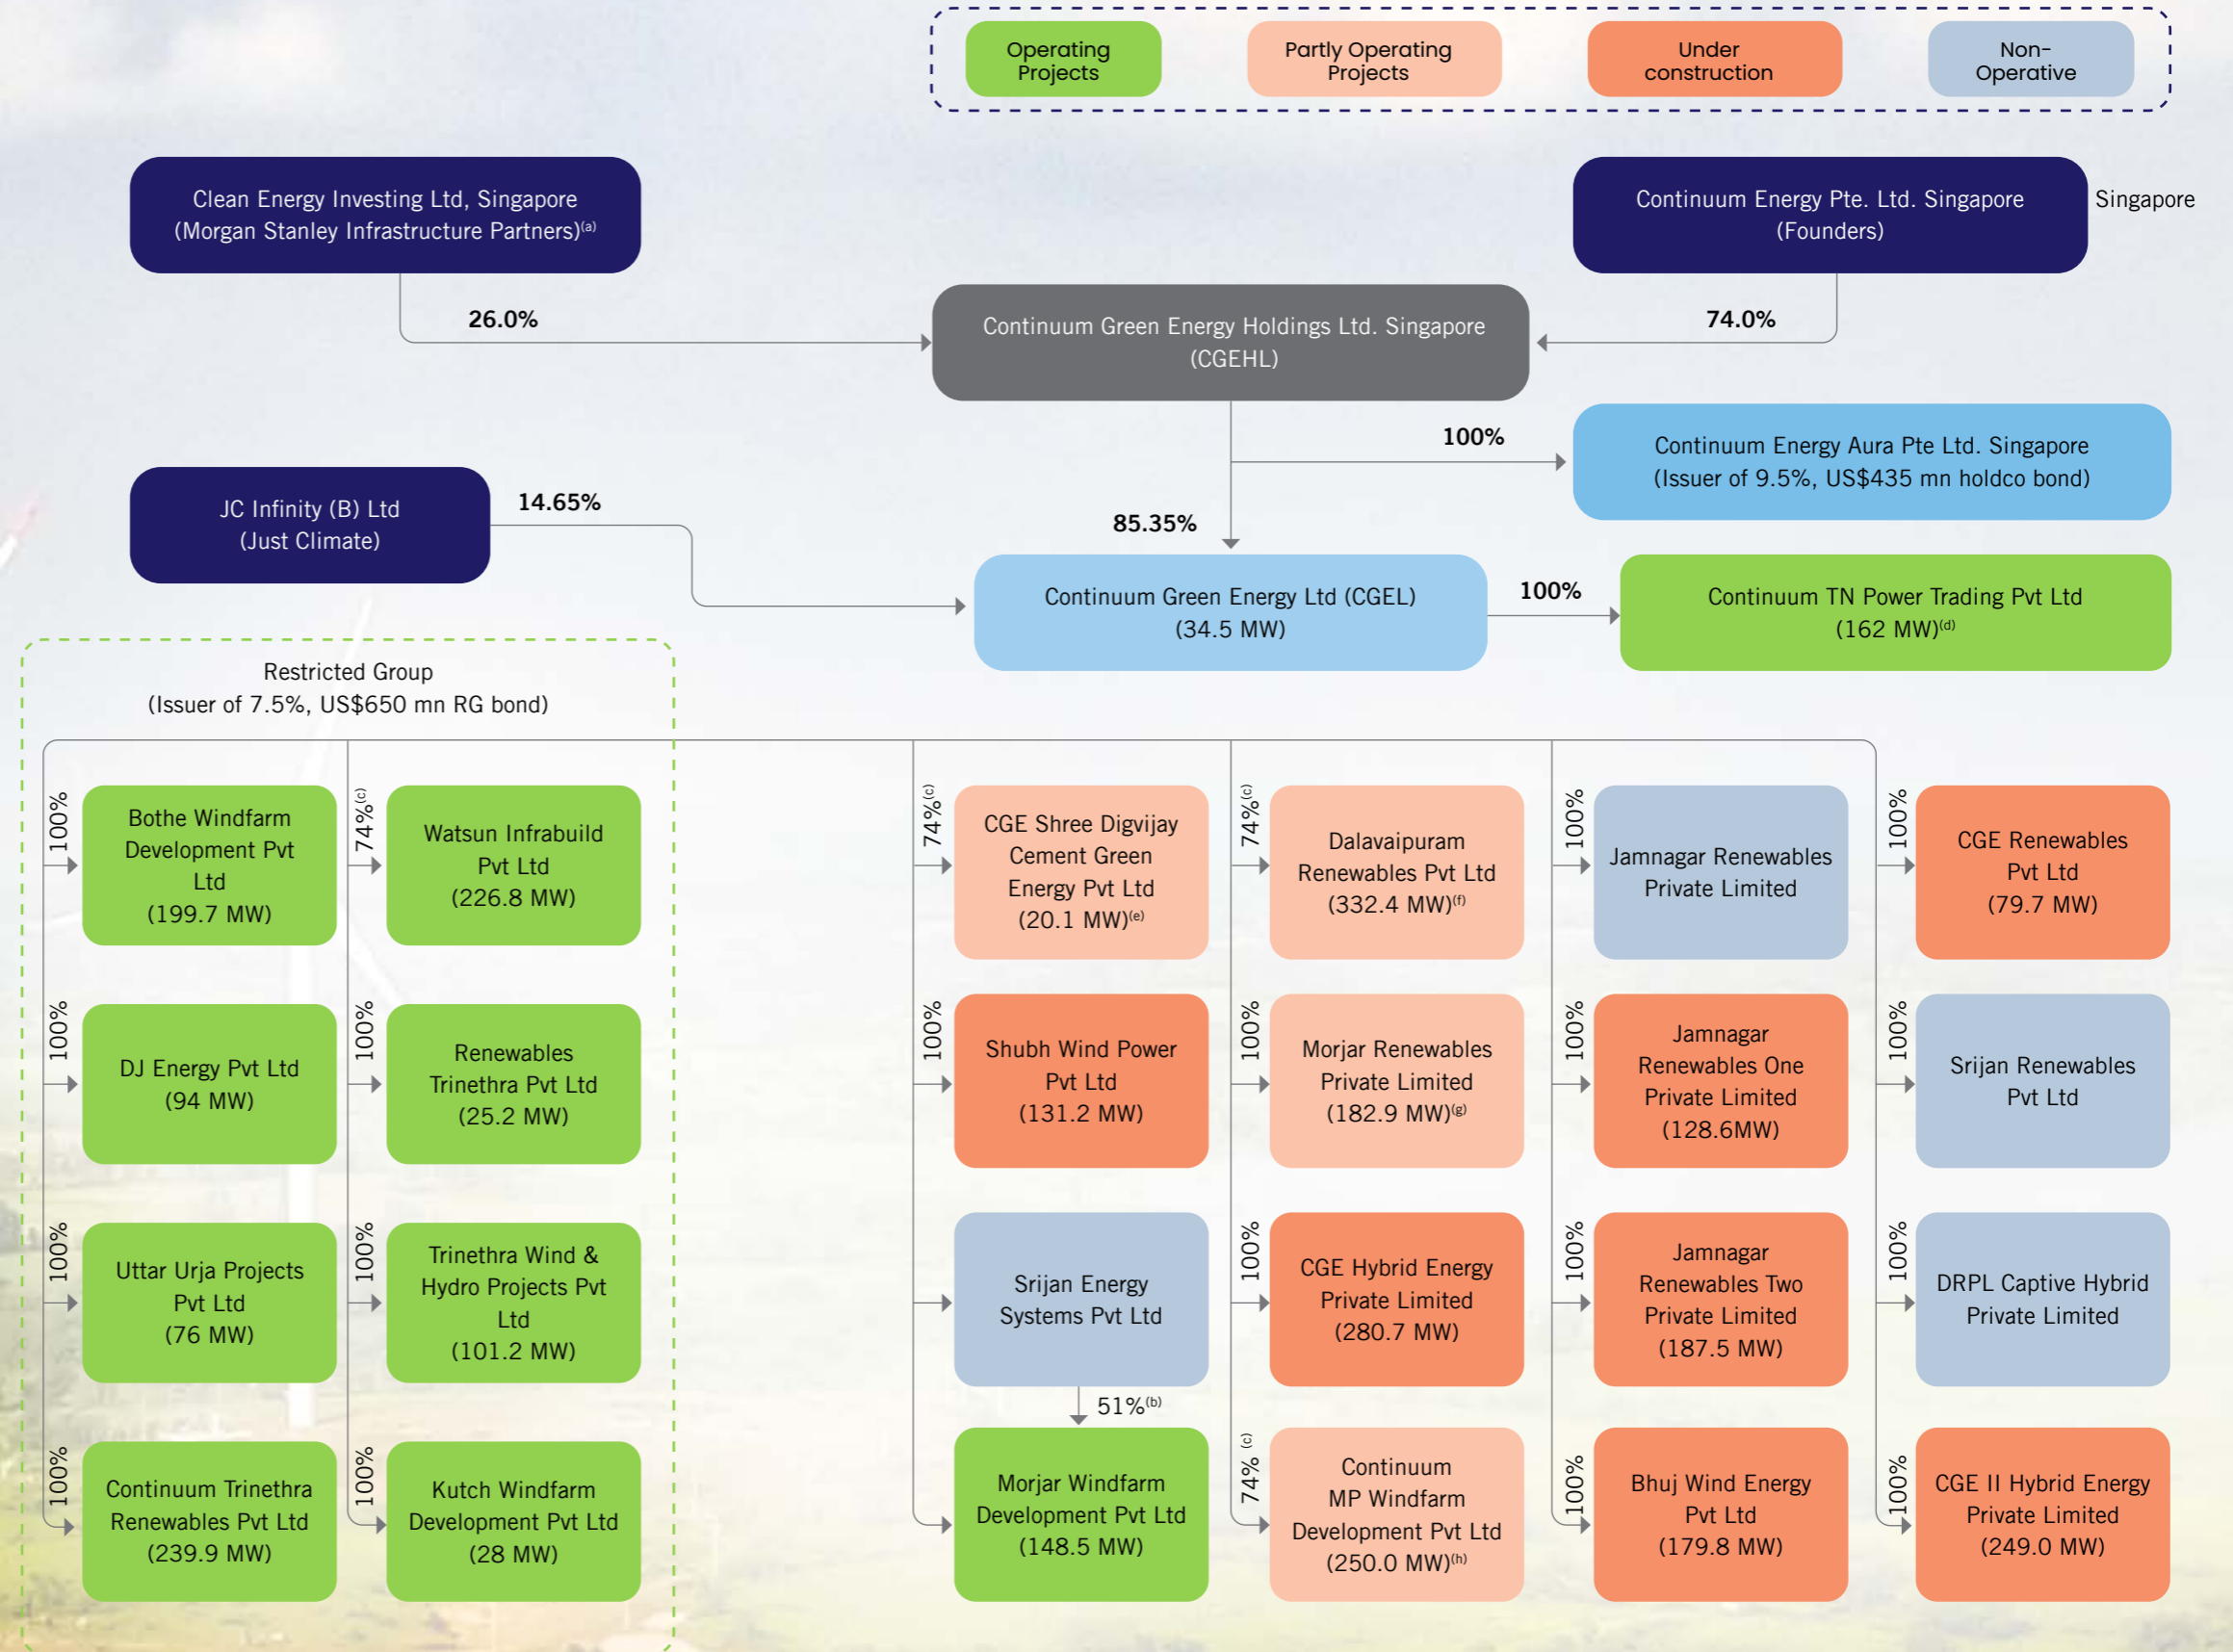 Operating
Projects
Partly Operating
Projects
Under
construction
Non-
Operative
Clean Energy Investing Ltd, Singapore
(Morgan Stanley Infrastructure Partners)(a)
Continuum Energy Pte. Ltd. Singapore
(Founders)
Singapore
26.0%
Continuum Green Energy Holdings Ltd. Singapore
(CGEHL)
74.0%
100%
Continuum Energy Aura Pte Ltd. Singapore
(Issuer of 9.5%, US$435 mn holdco bond)
JC Infinity (B) Ltd
(Just Climate)
14.65%
85.35%
Continuum Green Energy Ltd (CGEL)
(34.5 MW)
100%
Continuum TN Power Trading Pvt Ltd
(162 MW)(d)
Restricted Group
(Issuer of 7.5%, US$650 mn RG bond)
100%
Bothe Windfarm
Development Pvt
Ltd
(199.7 MW)
74%(c)
Watsun Infrabuild
Pvt Ltd
(226.8 MW)
74%(c)
CGE Shree Digvijay
Cement Green
Energy Pvt Ltd
(20.1 MW)(e)
74%(c)
Dalavaipuram
Renewables Pvt Ltd
(332.4 MW)(f)
100%
Jamnagar Renewables
Private Limited
100%
CGE Renewables
Pvt Ltd
(79.7 MW)
100%
DJ Energy Pvt Ltd
(94 MW)
100%
Renewables
Trinethra Pvt Ltd
(25.2 MW)
100%
Shubh Wind Power
Pvt Ltd
(131.2 MW)
100%
Morjar Renewables
Private Limited
(182.9 MW)(g)
100%
Jamnagar
Renewables One
Private Limited
(128.6MW)
100%
Srijan Renewables
Pvt Ltd
100%
Uttar Urja Projects
Pvt Ltd
(76 MW)
100%
Trinethra Wind &
Hydro Projects Pvt
Ltd
(101.2 MW)
Srijan Energy
Systems Pvt Ltd
100%
CGE Hybrid Energy
Private Limited
(280.7 MW)
100%
Jamnagar
Renewables Two
Private Limited
(187.5 MW)
100%
DRPL Captive Hybrid
Private Limited
51%(b)
100%
Continuum Trinethra
Renewables Pvt Ltd
(239.9 MW)
100%
Kutch Windfarm
Development Pvt Ltd
(28 MW)
Morjar Windfarm
Development Pvt Ltd
(148.5 MW)
74% (c)
Continuum
MP Windfarm
Development Pvt Ltd
(250.0 MW)(h)
100%
Bhuj Wind Energy
Pvt Ltd
(179.8 MW)
100%
CGE II Hybrid Energy
Private Limited
(249.0 MW)